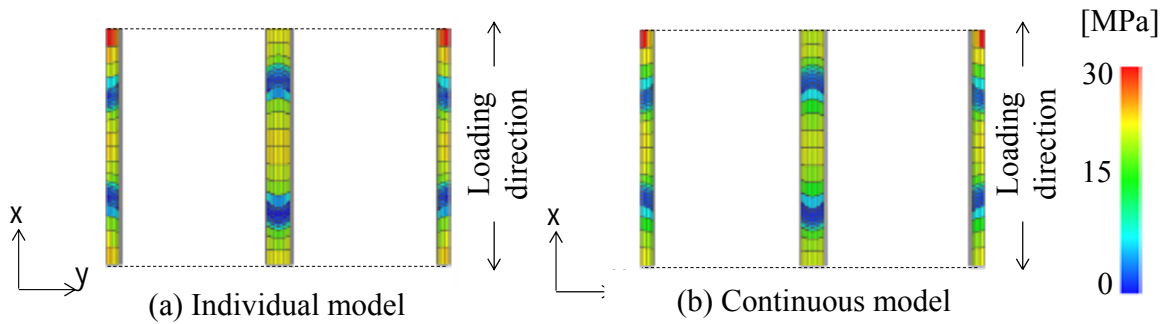 [MPa]
30
15
0
Loading
direction
x
y
(a) Individual model
Loading
direction
x
(b) Continuous model